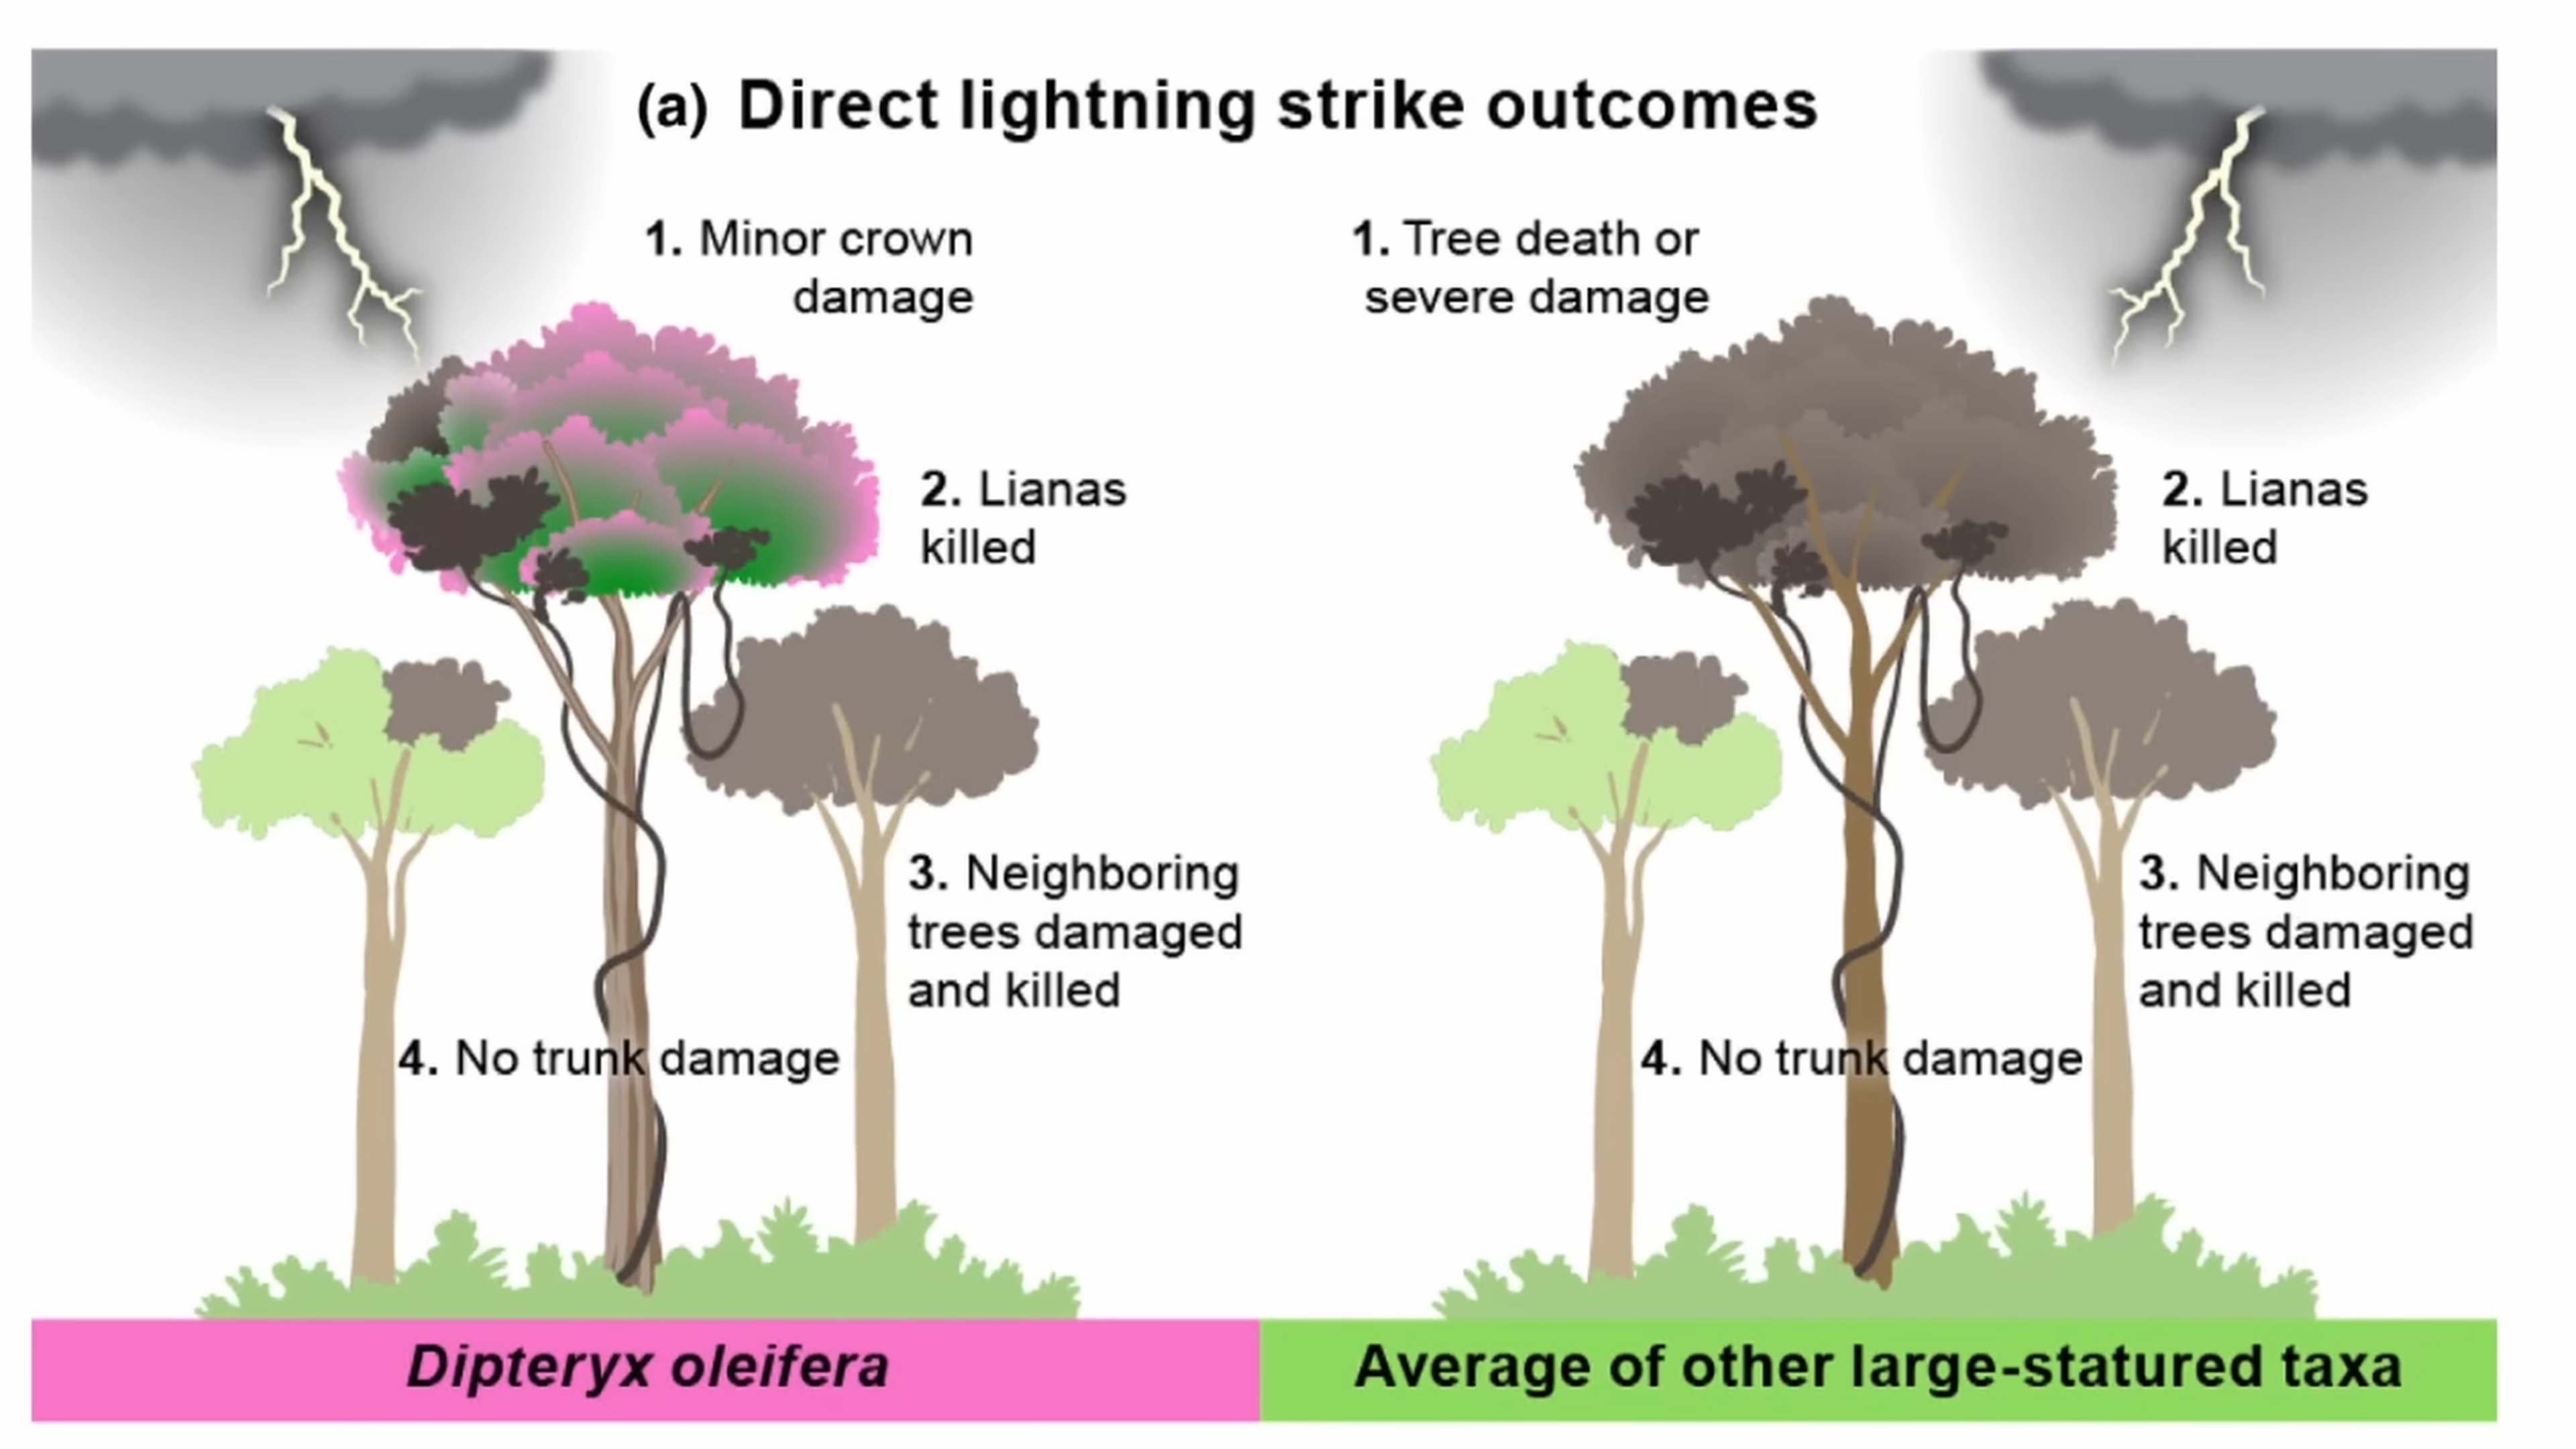 (a) Direct lightning strike outcomes
1. Minor crown
damage
2. Lianas
killed
3. Neighboring
trees damaged
and killed
4. No trunk damage
Dipteryx oleifera
1. Tree death or
severe damage
2. Lianas
killed
3. Neighboring
trees damaged
and killed
4. No trunk damage
Average of other large-statured taxa